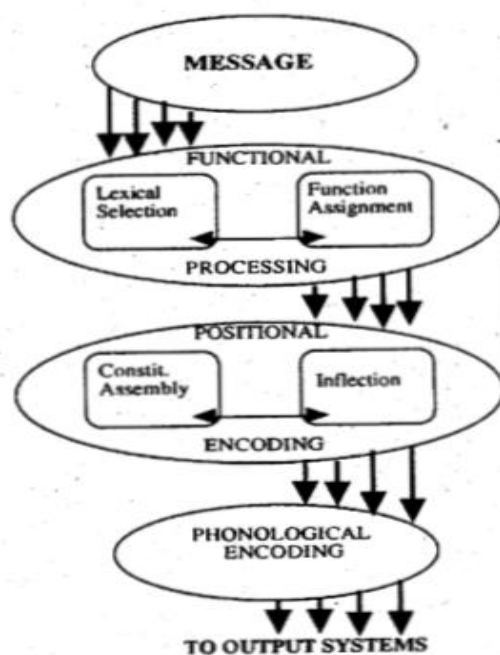 MESSAGE
FUNCTIONAL
Lexical
Selection
Function
Assignment
PROCESSING
POSITIONAL
Constit.
Assembly
Inflection
ENCODING
PHONOLOGICAL
ENCODING
TO OUTPUT SYSTEMS